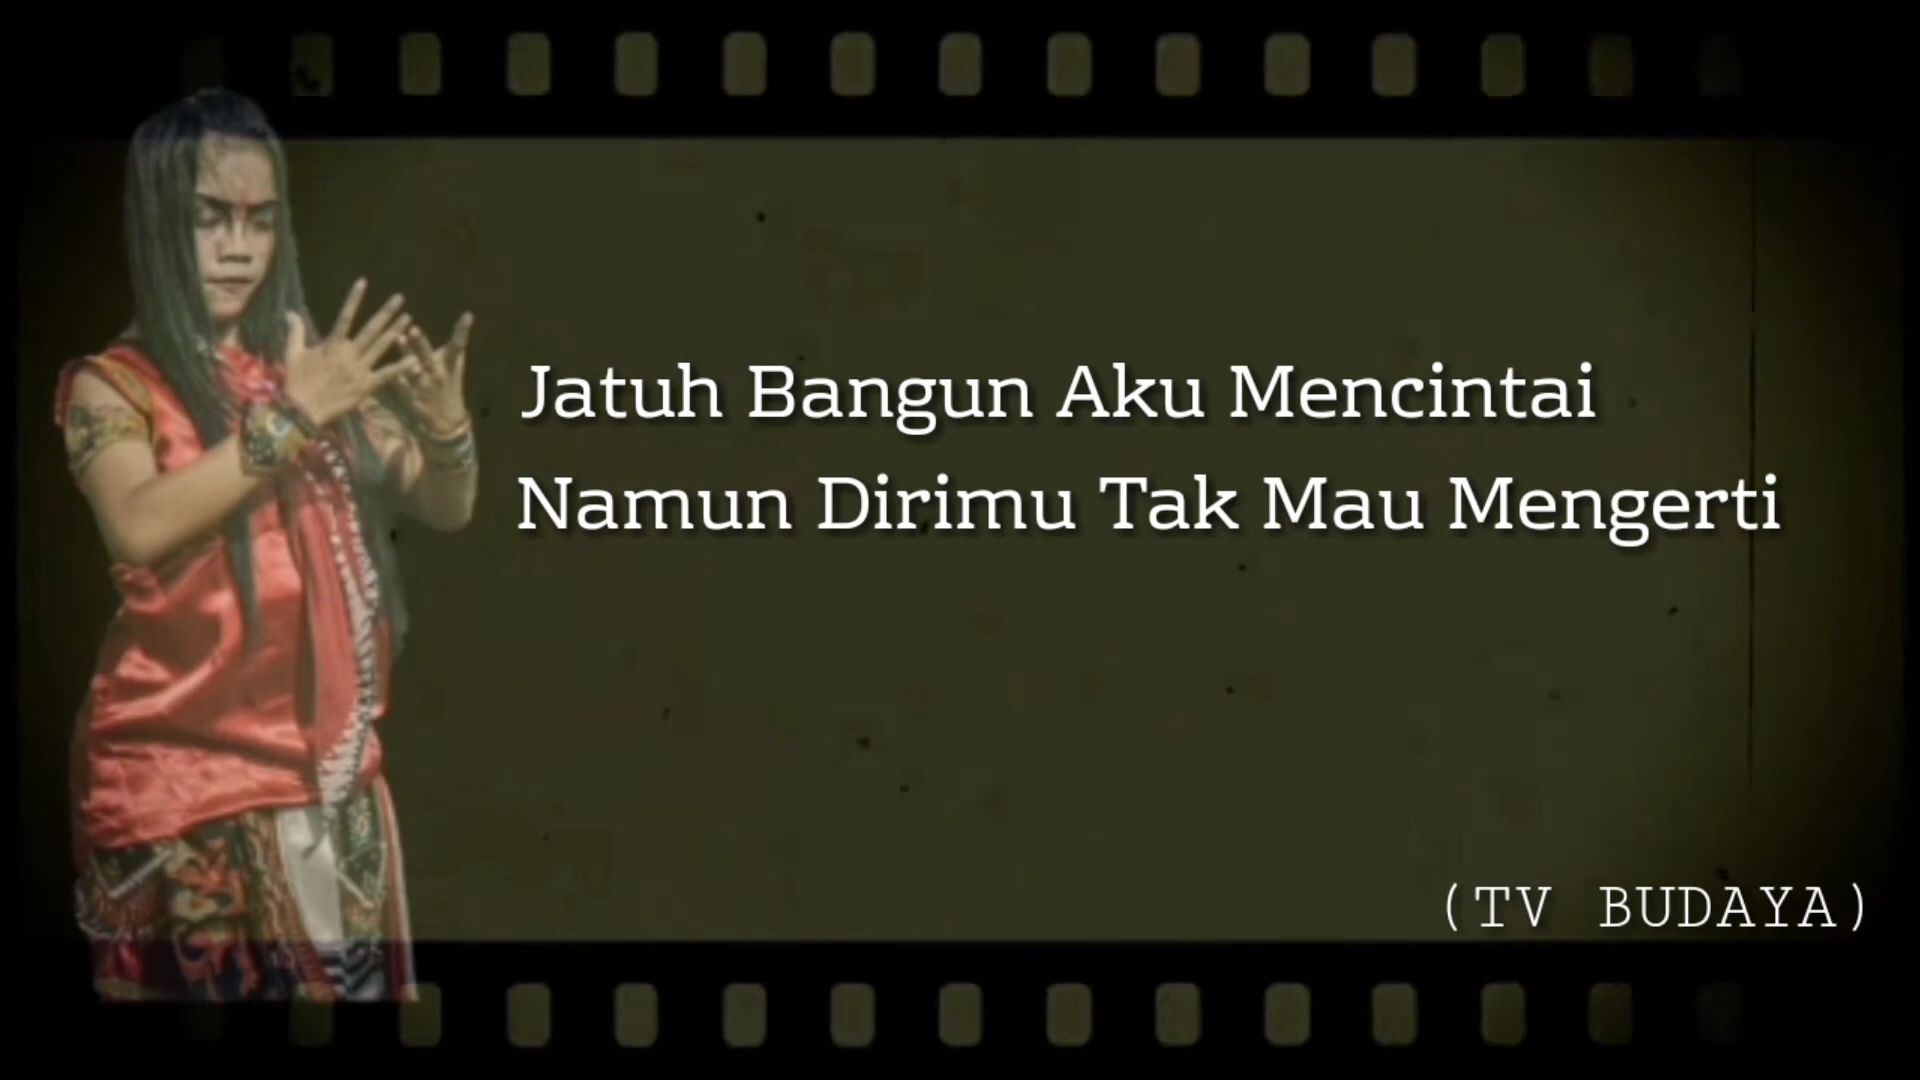 Jatuh Bangun Aku Mencintai
Namun Dirimu Tak Mau Mengerti
(TV BUDAYA)